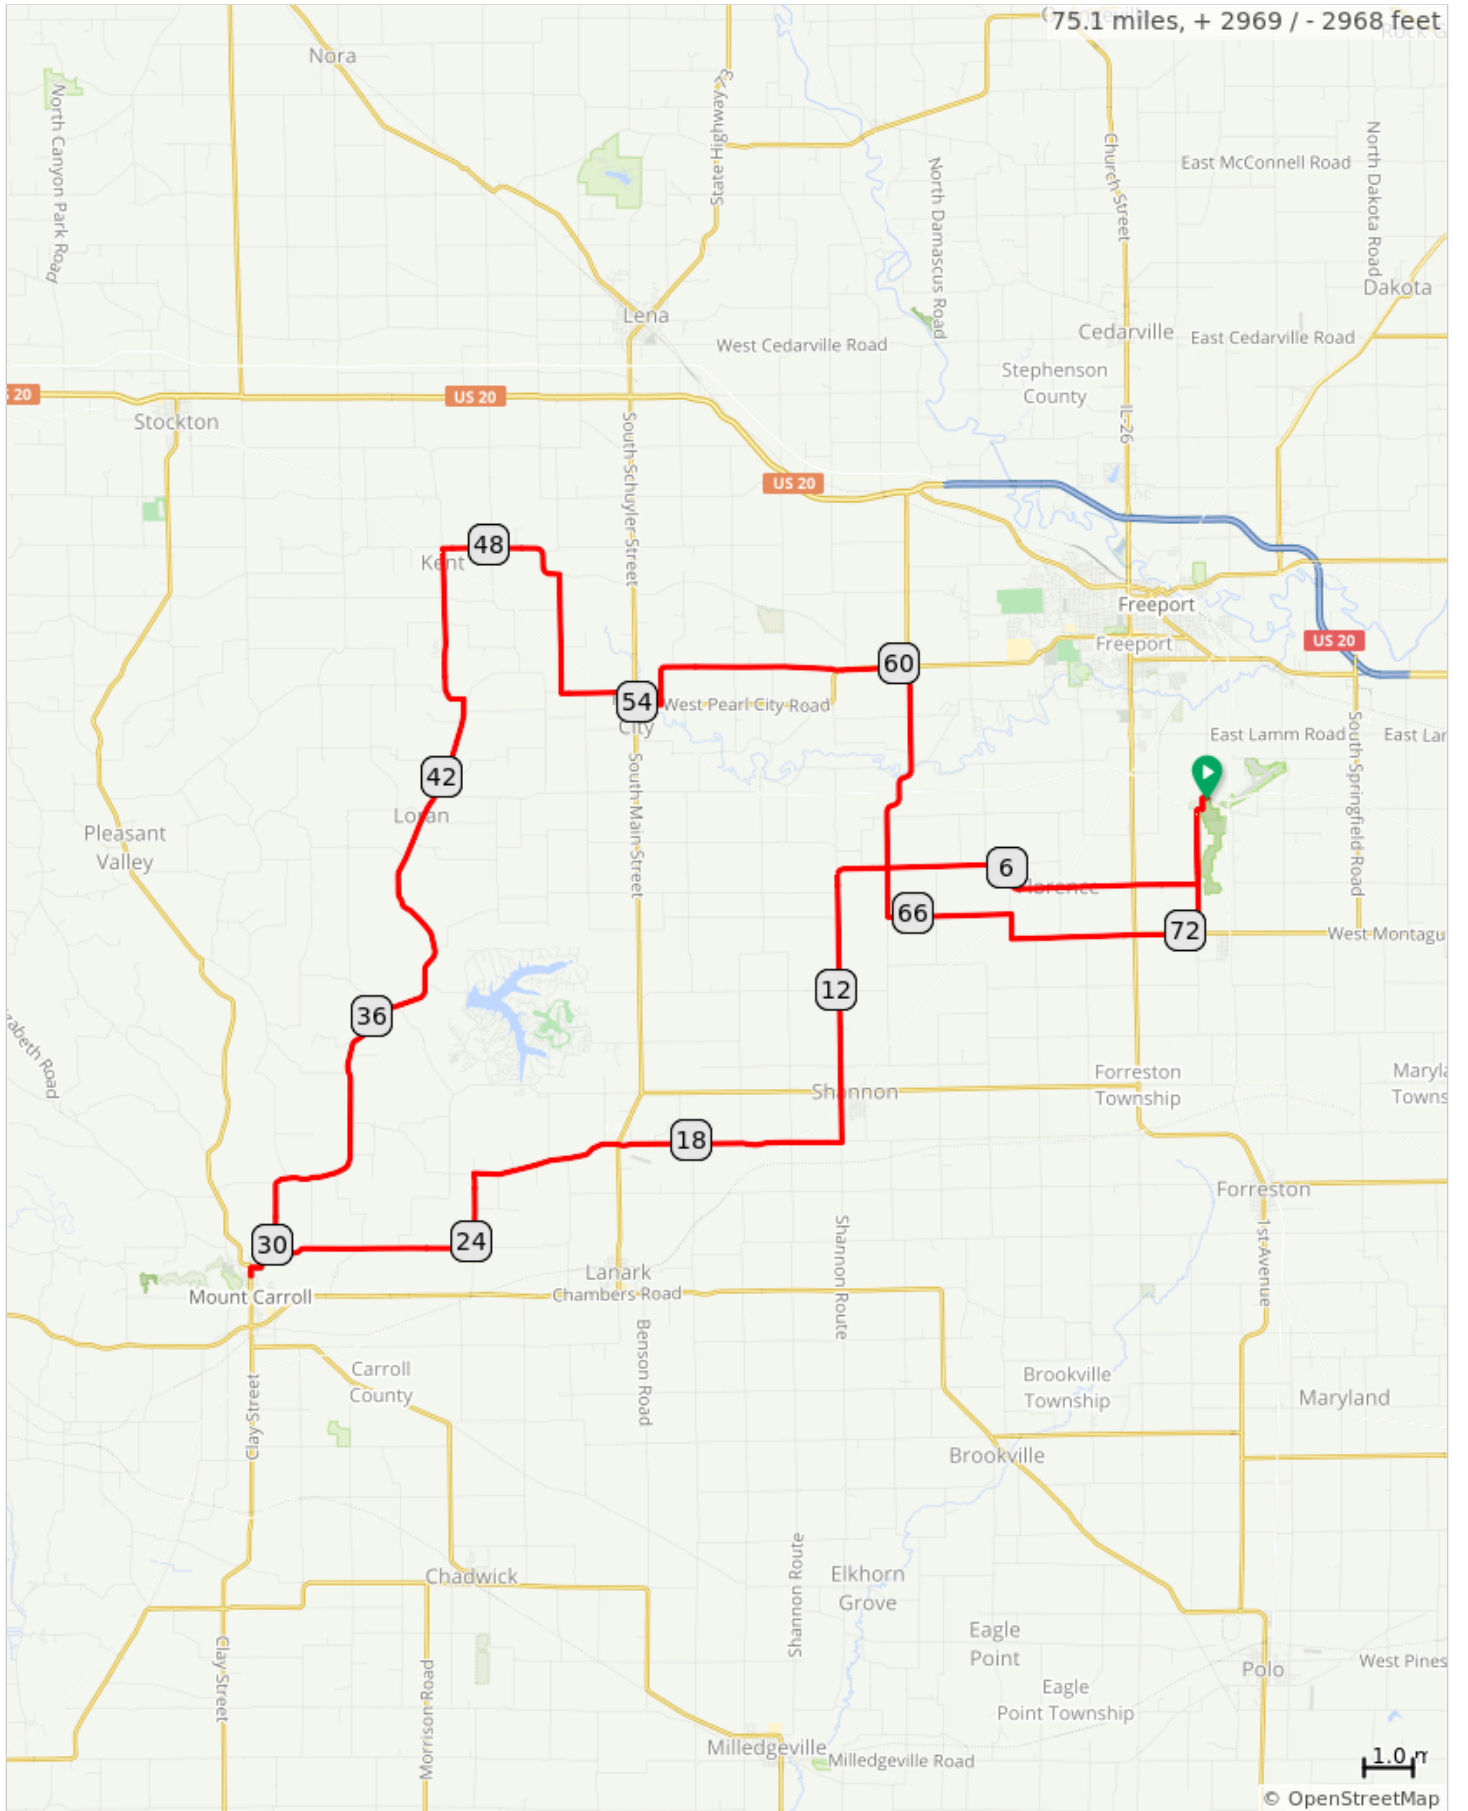 75.1 miles, + 2969 / - 2968 feet
Nora
North Canyon Park Road
State Highway 73
Church Street
East McConnell Road
North Dakota Road
North Damascus Road
Dakota
Lena
West Cedarville Road
Cedarville
East Cedarville Road
Stephenson
County
20
US 20
Stockton
South Schuyler Street
IL-26
US 20
48
Kent
Freeport
Freeport
US 20
60
54
City
West Pearl City Road
South Springfield Road
East Lamm Road
42
Loran
South Main Street
Pleasant
Valley
6
66
72
West Montagu
12
36
Shannon
Forreston
Township
18
Forreston
Shannon Route
1st Avenue
30
24
Lanark
Chambers Road
Mount Carroll
Benson Road
Carroll
County
Clay Street
Brookville
Township
Maryland
Brookville
Shannon Route
Chadwick
Elkhorn
Grove
Clay Street
Morrison Road
Eagle
Point
Eagle
Point Township
Polo
West Pines
Milledgeville
Milledgeville Road
1.0 m
© OpenStreetMap